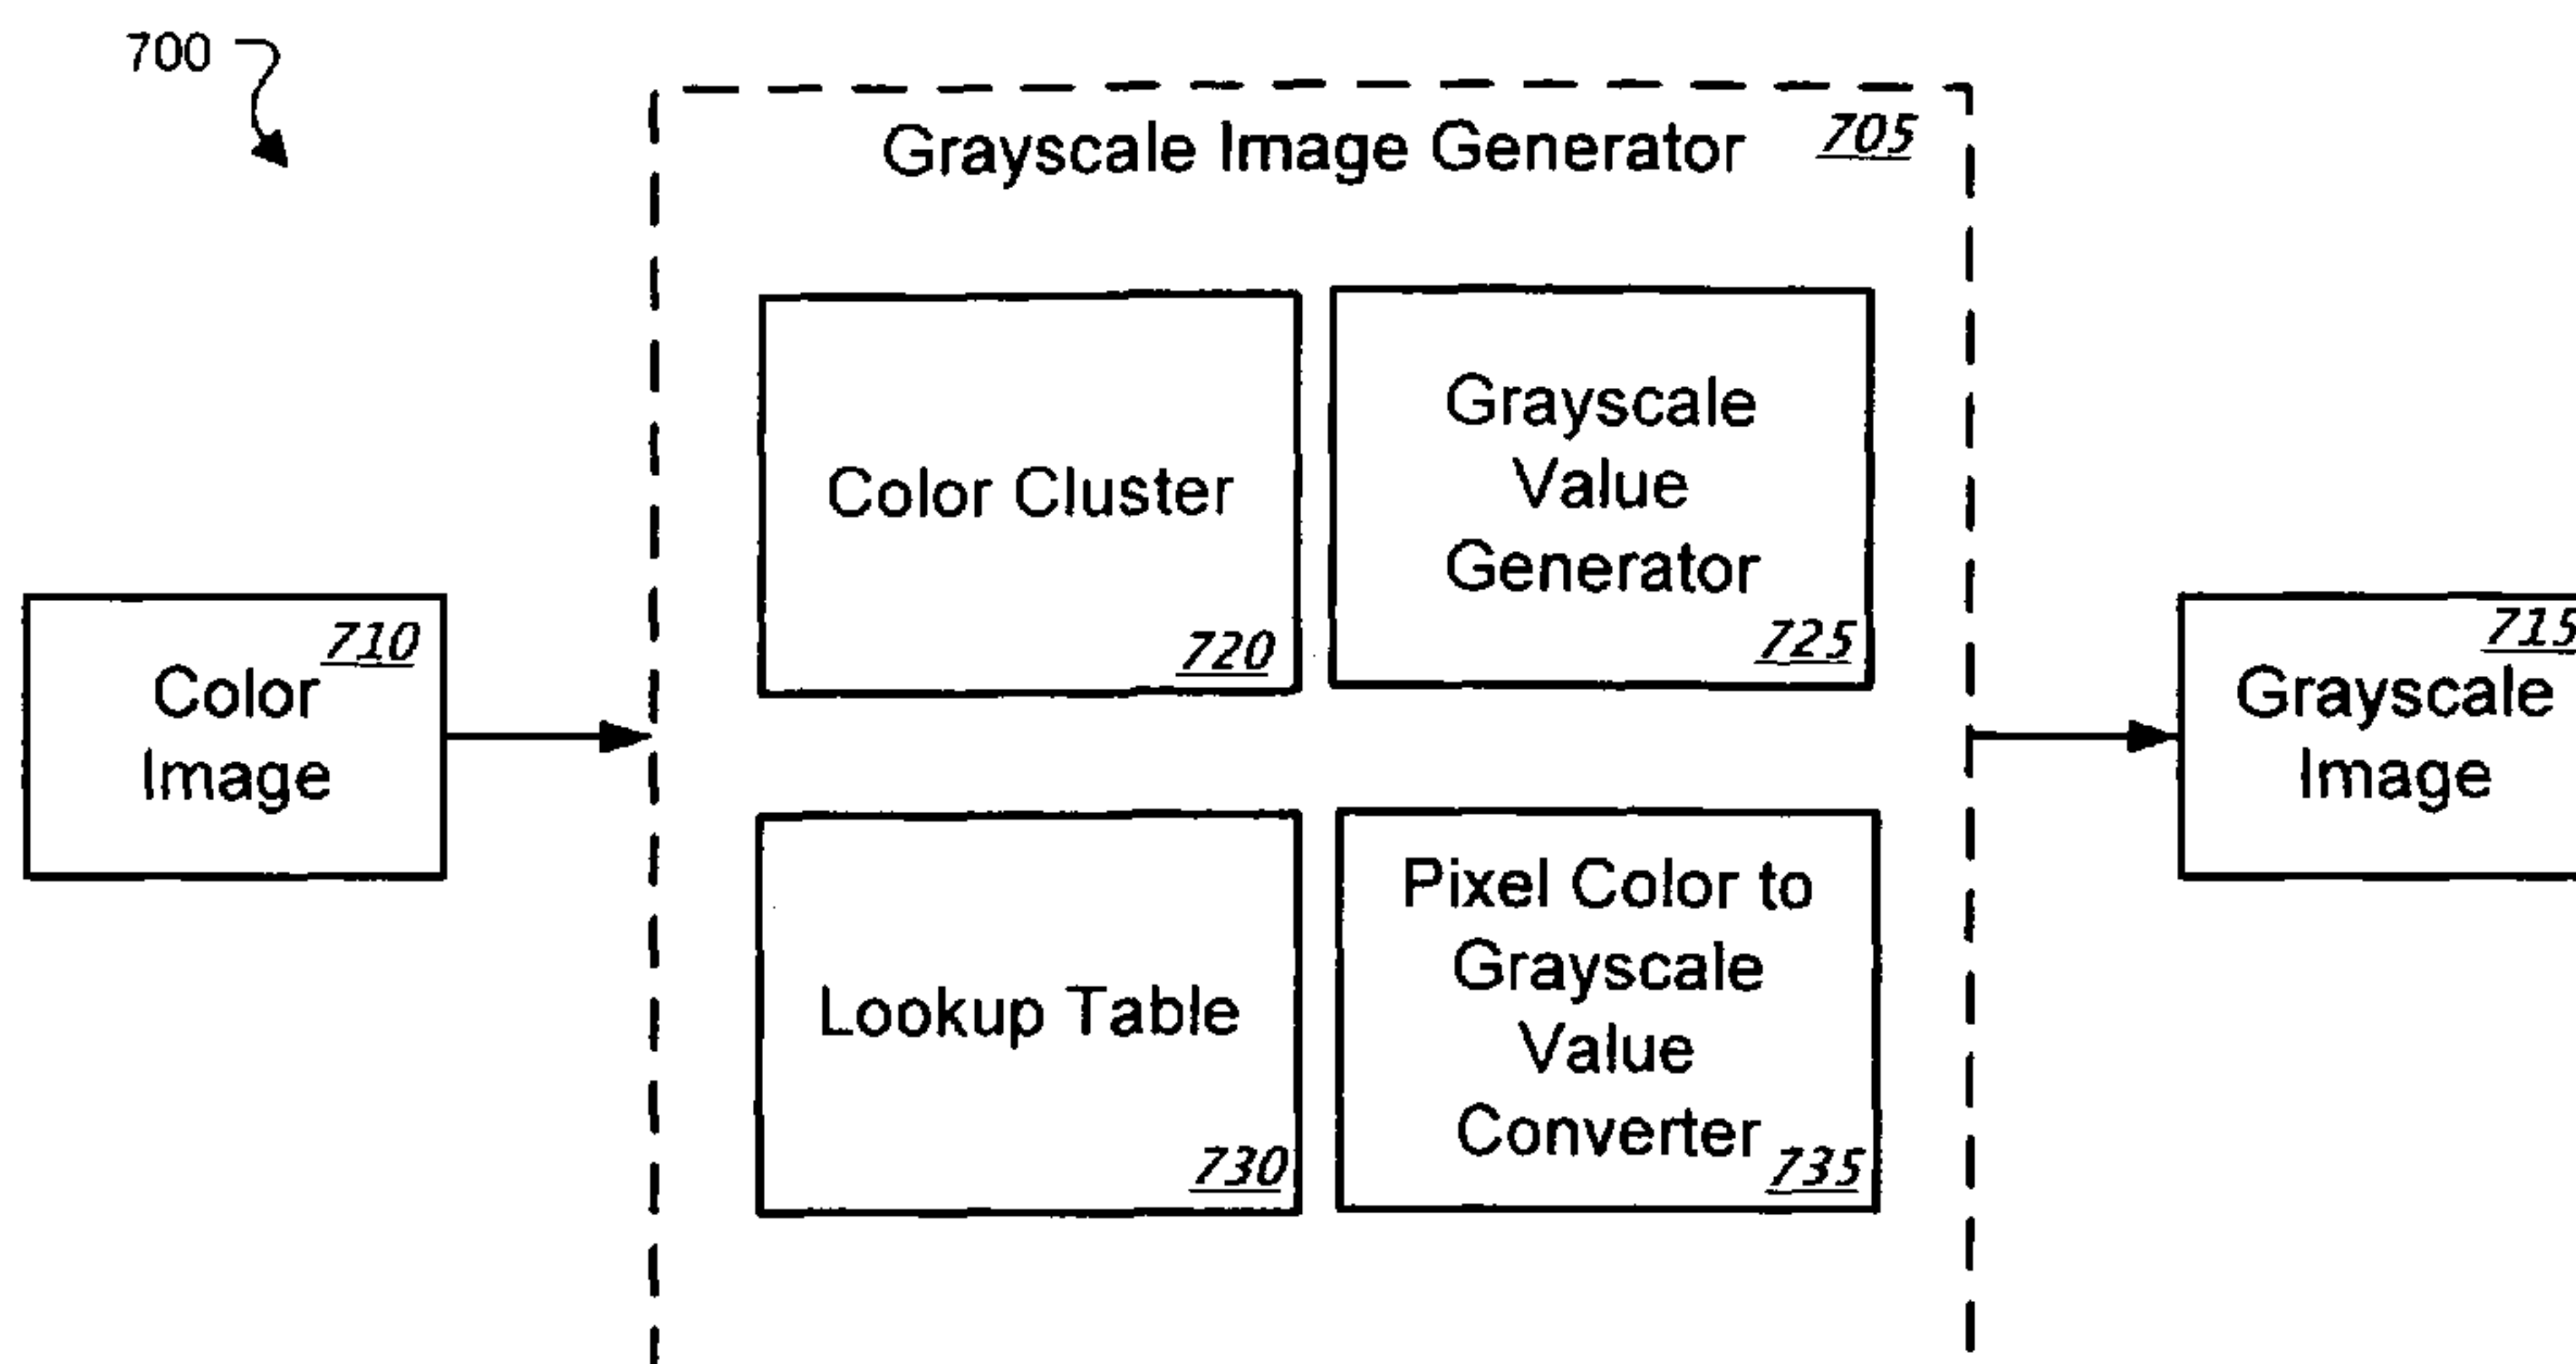 700
Grayscale Image Generator 705
Color Cluster
720
Grayscale
Value
Generator
725
710
Color
Image
715
Grayscale
Image
Lookup Table
730
Pixel Color to
Grayscale
Value
Converter
735